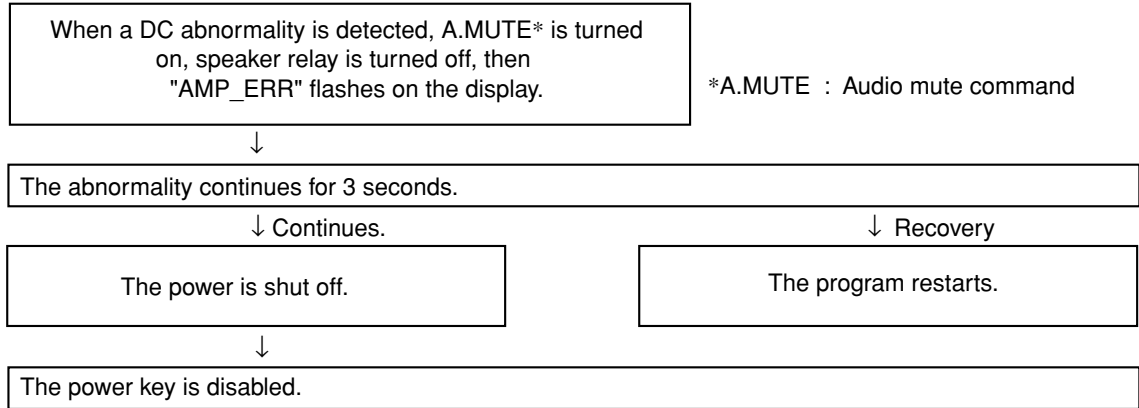 When a DC abnormality is detected, A.MUTE* is turned
on, speaker relay is turned off, then
"AMP_ERR" flashes on the display.
*A.MUTE : Audio mute command
↓
The abnormality continues for 3 seconds.
↓ Continues.
↓ Recovery
The power is shut off.
The program restarts.
↓
The power key is disabled.